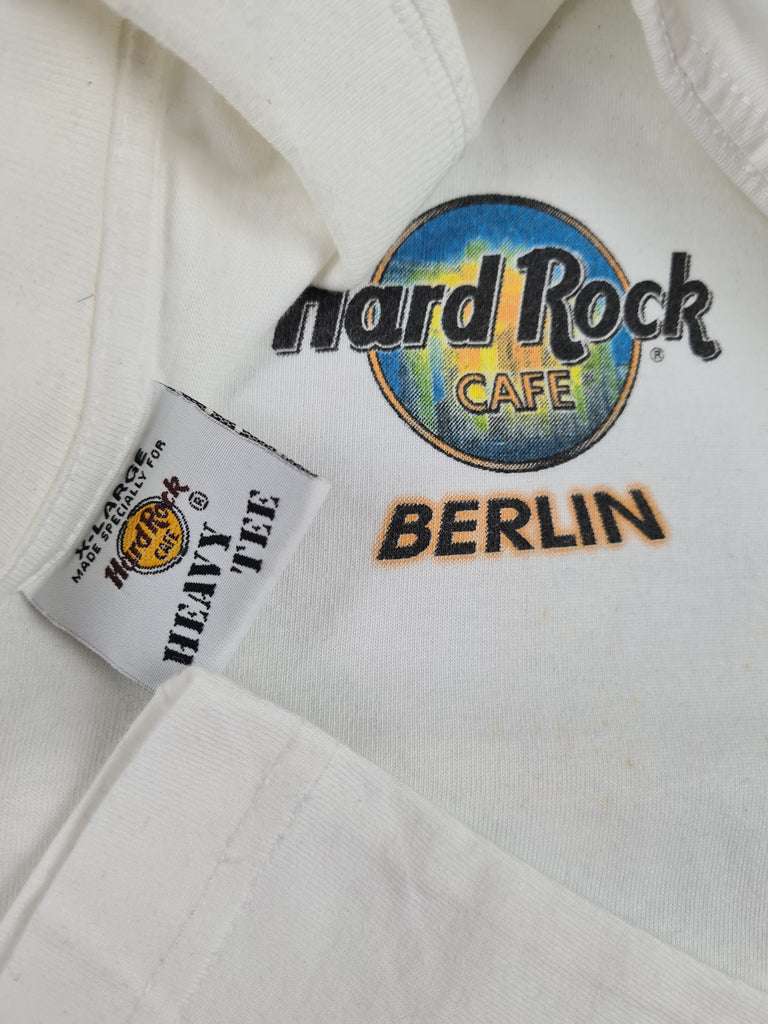 Hard Rock
®
CAFE
BERLIN
X-LARGE
MADE SPECIALLY FOR
Hard Rock
®
CAFE
HEAVY
TEE